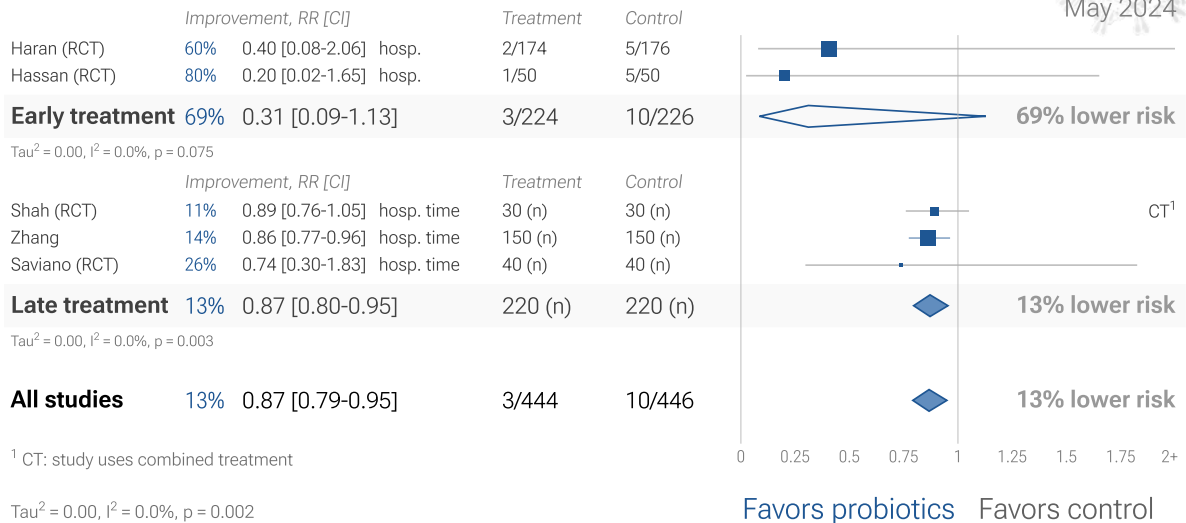 May 2024
Improvement, RR [CI] Treatment Control
Haran (RCT) 60% 0.40 [0.08-2.06] hosp. 2/174 5/176
Hassan (RCT) 80% 0.20 [0.02-1.65] hosp. 1/50 5/50
Early treatment 69% 0.31 [0.09-1.13] 3/224 10/226 69% lower risk
Tau² = 0.00, I² = 0.0%, p = 0.075
Improvement, RR [CI] Treatment Control
Shah (RCT) 11% 0.89 [0.76-1.05] hosp. time 30 (n) 30 (n) CT¹
Zhang 14% 0.86 [0.77-0.96] hosp. time 150 (n) 150 (n)
Saviano (RCT) 26% 0.74 [0.30-1.83] hosp. time 40 (n) 40 (n)
Late treatment 13% 0.87 [0.80-0.95] 220 (n) 220 (n) 13% lower risk
Tau² = 0.00, I² = 0.0%, p = 0.003
All studies 13% 0.87 [0.79-0.95] 3/444 10/446 13% lower risk
0 0.25 0.5 0.75 1 1.25 1.5 1.75 2+
¹ CT: study uses combined treatment
Tau² = 0.00, I² = 0.0%, p = 0.002
Favors probiotics Favors control